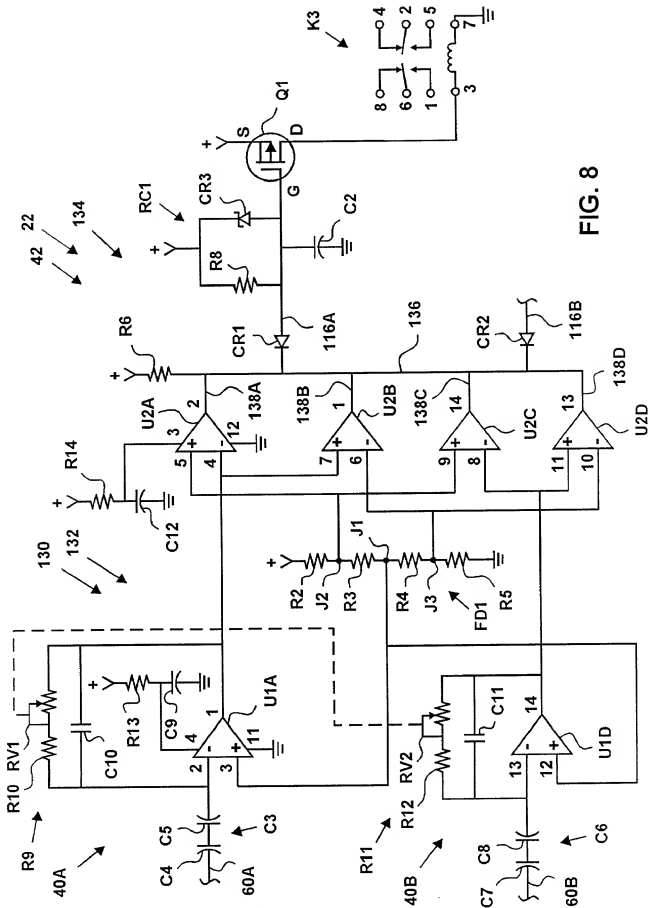 FIG. 8
22
42
134
130
132
K3
8
6
1
4
2
5
3
7
+
S
Q1
D
G
+
RC1
CR3
R8
C2
CR1
116A
+
R6
136
CR2
116B
+
R14
C12
U2A
3
2
5
+
4
-
12
138A
138B
7
+
6
-
1
U2B
138C
9
+
8
-
14
U2C
11
+
10
-
13
138D
U2D
+
R2
J2
R3
J1
R4
J3
R5
FD1
R9
R10
RV1
C10
+
R13
C9
40A
C4
C5
C3
60A
2
-
3
+
4
11
1
U1A
R11
R12
RV2
C11
40B
C7
C8
C6
60B
13
-
12
+
14
U1D